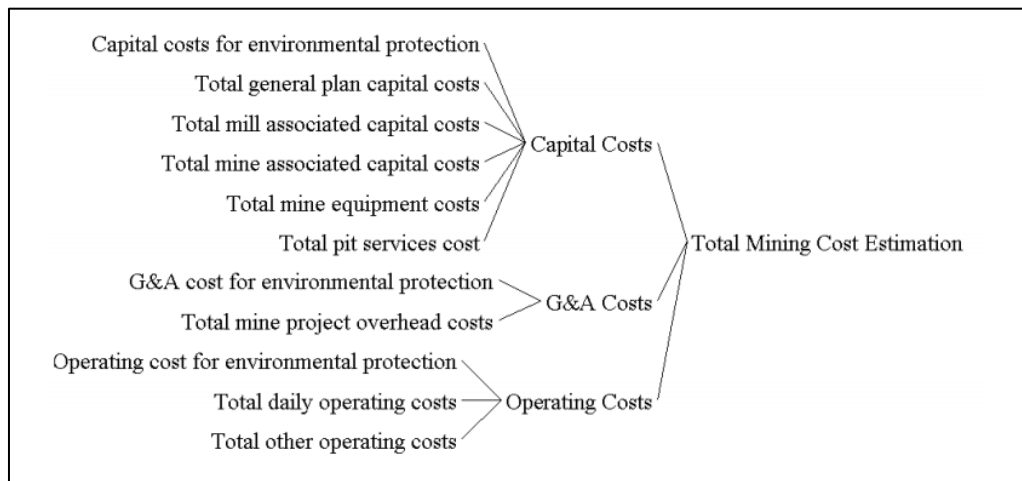 Capital costs for environmental protection
Total general plan capital costs
Total mill associated capital costs
Total mine associated capital costs
Total mine equipment costs
Total pit services cost
Capital Costs
G&A cost for environmental protection
Total mine project overhead costs
G&A Costs
Operating cost for environmental protection
Total daily operating costs
Total other operating costs
Operating Costs
Total Mining Cost Estimation